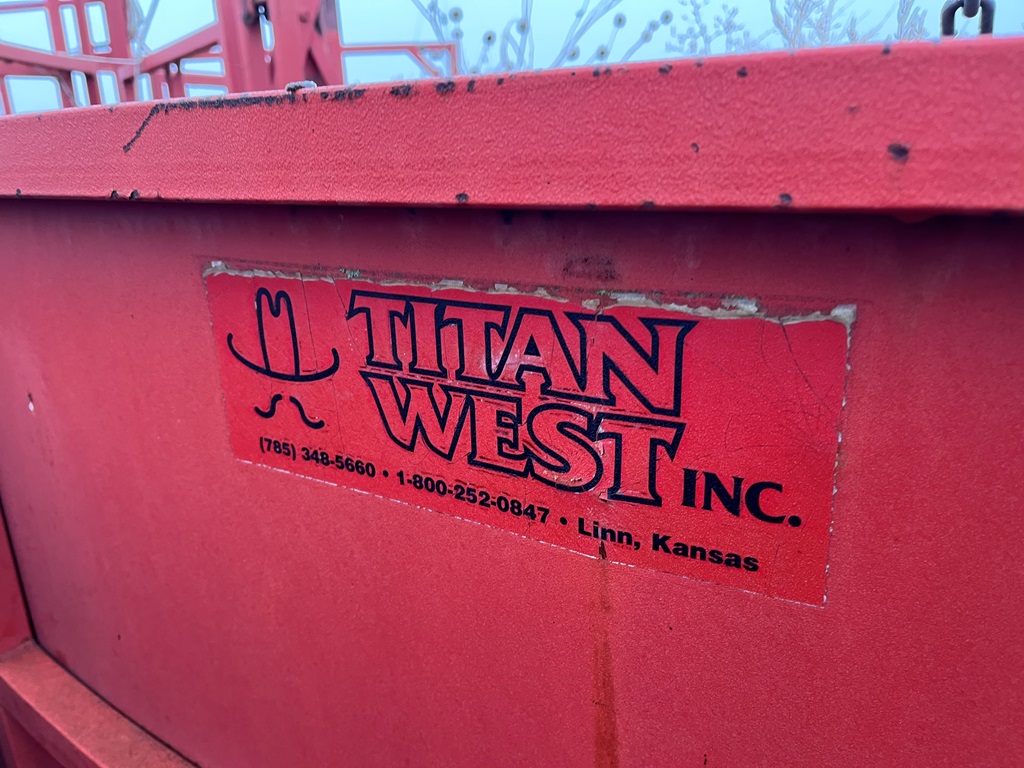 TITAN
WEST INC.
(785) 348-5660 • 1-800-252-0847 • Linn, Kansas